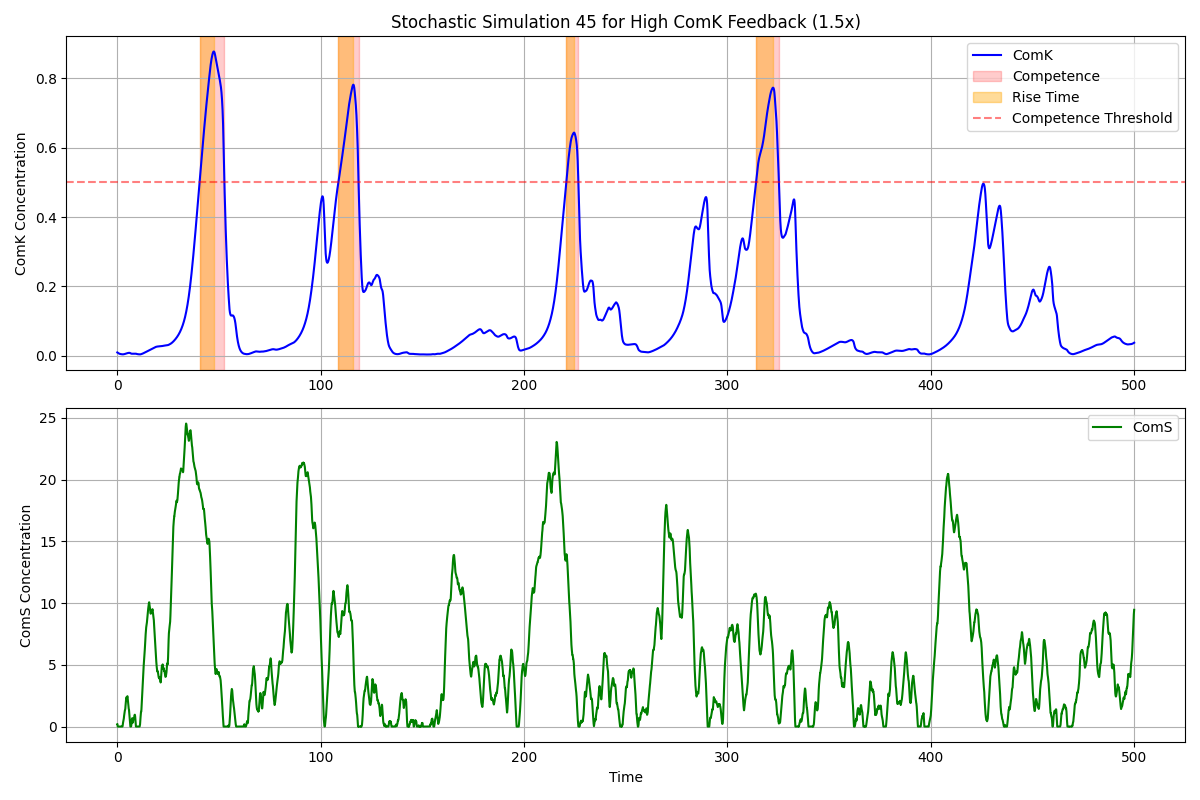 Stochastic Simulation 45 for High ComK Feedback (1.5x)
ComK Concentration
0.8
0.6
0.4
0.2
0.0
ComK
Competence
Rise Time
Competence Threshold
0 100 200 300 400 500
ComS Concentration
25
20
15
10
5
0
ComS
0 100 200 300 400 500
Time